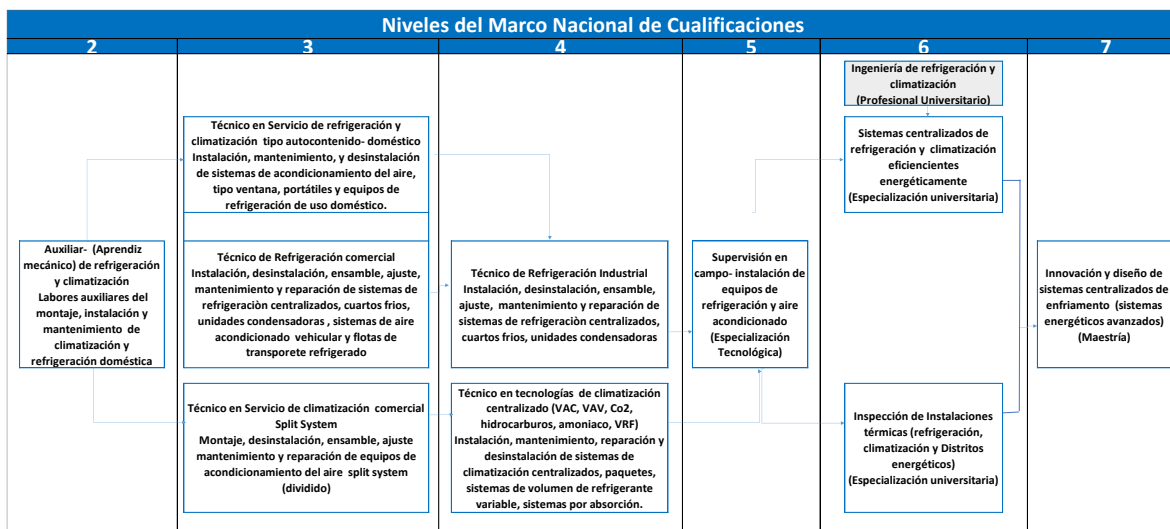 Niveles del Marco Nacional de Cualificaciones
2
3
4
5
6
7
Auxiliar- (Aprendiz
mecánico) de refrigeración
y climatización
Labores auxiliares del
montaje, instalación y
mantenimiento de
climatización y
refrigeración doméstica
Técnico en Servicio de refrigeración y
climatización tipo autocontenido- doméstico
Instalación, mantenimiento, y desinstalación
de sistemas de acondicionamiento del aire,
tipo ventana, portátiles y equipos de
refrigeración de uso doméstico.
Técnico de Refrigeración comercial
Instalación, desinstalación, ensamble, ajuste,
mantenimiento y reparación de sistemas de
refrigeraciòn centralizados, cuartos frios,
unidades condensadoras , sistemas de aire
acondicionado vehicular y flotas de
transporete refrigerado
Técnico en Servicio de climatización comercial
Split System
Montaje, desinstalación, ensamble, ajuste
mantenimiento y reparación de equipos de
acondicionamiento del aire split system
(dividido)
Técnico de Refrigeración Industrial
Instalación, desinstalación, ensamble,
ajuste, mantenimiento y reparación de
sistemas de refrigeraciòn centralizados,
cuartos frios, unidades condensadoras
Técnico en tecnologías de climatización
centralizado (VAC, VAV, Co2,
hidrocarburos, amoniaco, VRF)
Instalación, mantenimiento, reparación y
desinstalación de sistemas de
climatización centralizados, paquetes,
sistemas de volumen de refrigerante
variable, sistemas por absorción.
Supervisión en
campo- instalación de
equipos de
refrigeración y aire
acondicionado
(Especialización
Tecnológica)
Ingeniería de refrigeración y
climatización
(Profesional Universitario)
Sistemas centralizados de
refrigeración y climatización
eficiencientes
energéticamente
(Especialización universitaria)
Inspección de Instalaciones
térmicas (refrigeración,
climatización y Distritos
energéticos)
(Especialización universitaria)
Innovación y diseño de
sistemas centralizados de
enfriamiento (sistemas
energéticos avanzados)
(Maestría)